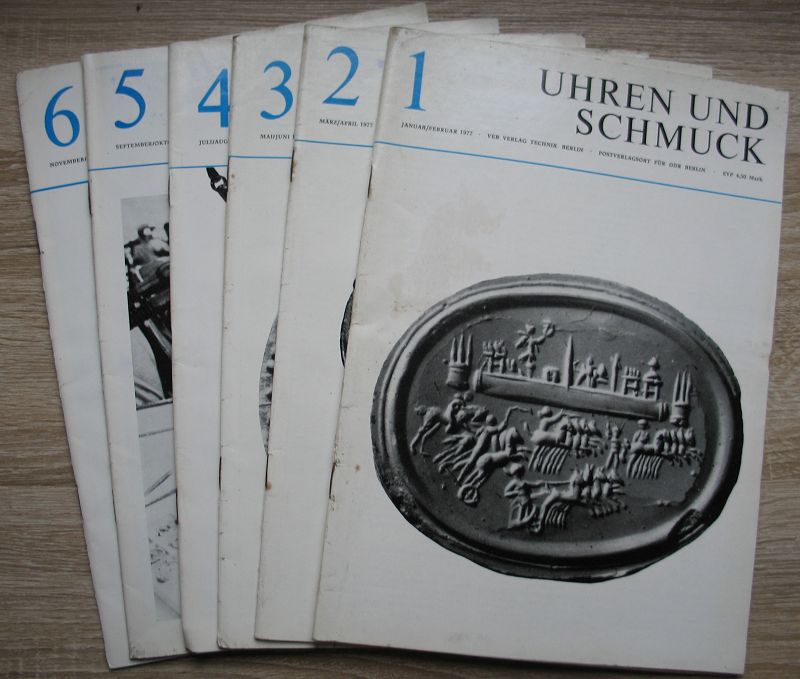 6
NOVEMBER
5
SEPTEMBER/OKT
4
JULI/AUG
3
MAI/JUNI
2
MÄRZ/APRIL 1977
1
UHREN UND
SCHMUCK
JANUAR/FEBRUAR 1977 · VEB VERLAG TECHNIK BERLIN · POSTVERLAGSORT FÜR DDR BERLIN · EVP 6,50 Mark